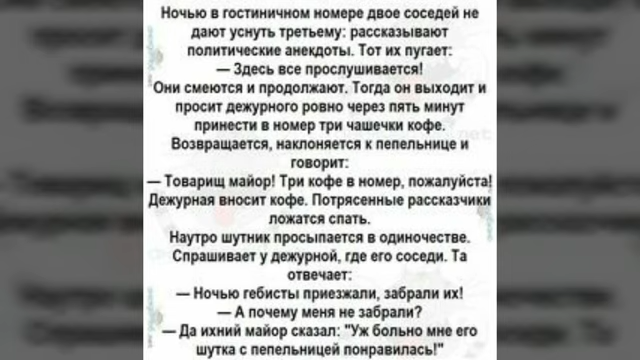 Ночью в гостиничном номере двое соседей не
дают уснуть третьему: рассказывают
политические анекдоты. Тот их пугает:
— Здесь все прослушивается!
Они смеются и продолжают. Тогда он выходит и
просит дежурного ровно через пять минут
принести в номер три чашечки кофе.
Возвращается, наклоняется к пепельнице и
говорит:
— Товарищ майор! Три кофе в номер, пожалуйста!
Дежурная вносит кофе. Потрясенные рассказчики
ложатся спать.
Наутро шутник просыпается в одиночестве.
Спрашивает у дежурной, где его соседи. Та
отвечает:
— Ночью гебисты приезжали, забрали их!
— А почему меня не забрали?
— Да ихний майор сказал: "Уж больно мне его
шутка с пепельницей понравилась!"